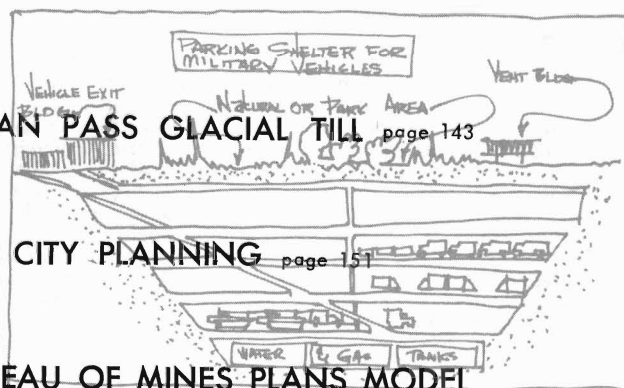 PARKING SHELTER FOR
MILITARY VEHICLES
VEHICLE EXIT
BLDG
VENT BLDG
NATURAL OR PARK AREA
AN PASS GLACIAL TILL page 143
CITY PLANNING page 151
WATER & GAS TANKS
EAU OF MINES PLANS MODEL